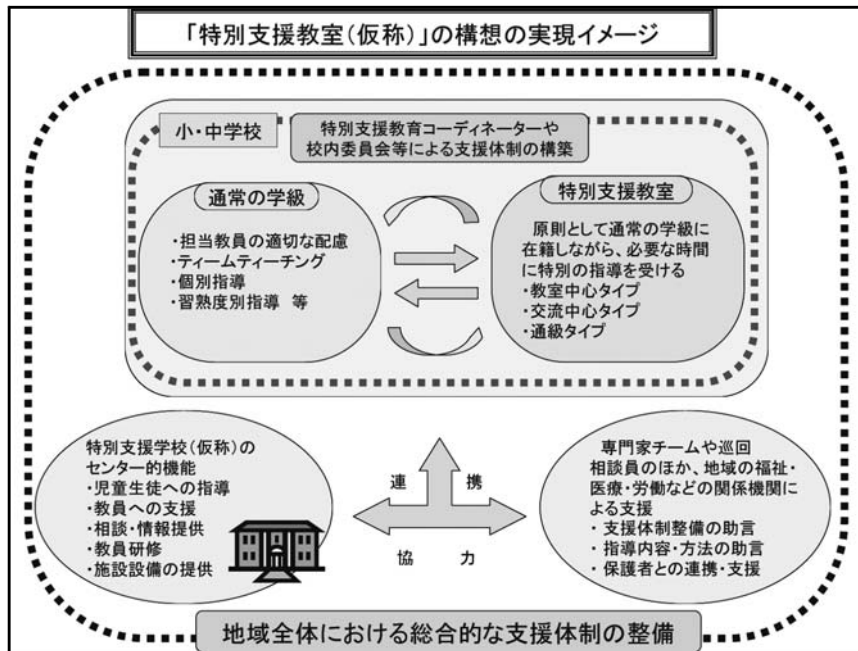 「特別支援教室(仮称)」の構想の実現イメージ
小・中学校
特別支援教育コーディネーターや
校内委員会等による支援体制の構築
通常の学級
・担当教員の適切な配慮
・ティームティーチング
・個別指導
・習熟度別指導 等
特別支援教室
原則として通常の学級に
在籍しながら、必要な時間
に特別の指導を受ける
・教室中心タイプ
・交流中心タイプ
・通級タイプ
特別支援学校(仮称)の
センター的機能
・児童生徒への指導
・教員への支援
・相談・情報提供
・教員研修
・施設設備の提供
連 携
協 力
専門家チームや巡回
相談員のほか、地域の福祉・
医療・労働などの関係機関に
よる支援
・支援体制整備の助言
・指導内容・方法の助言
・保護者との連携・支援
地域全体における総合的な支援体制の整備